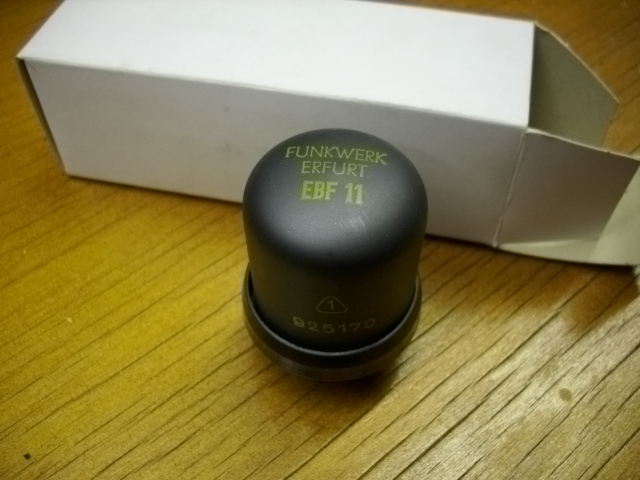 FUNKWERK
ERFURT
EBF 11
1
925170